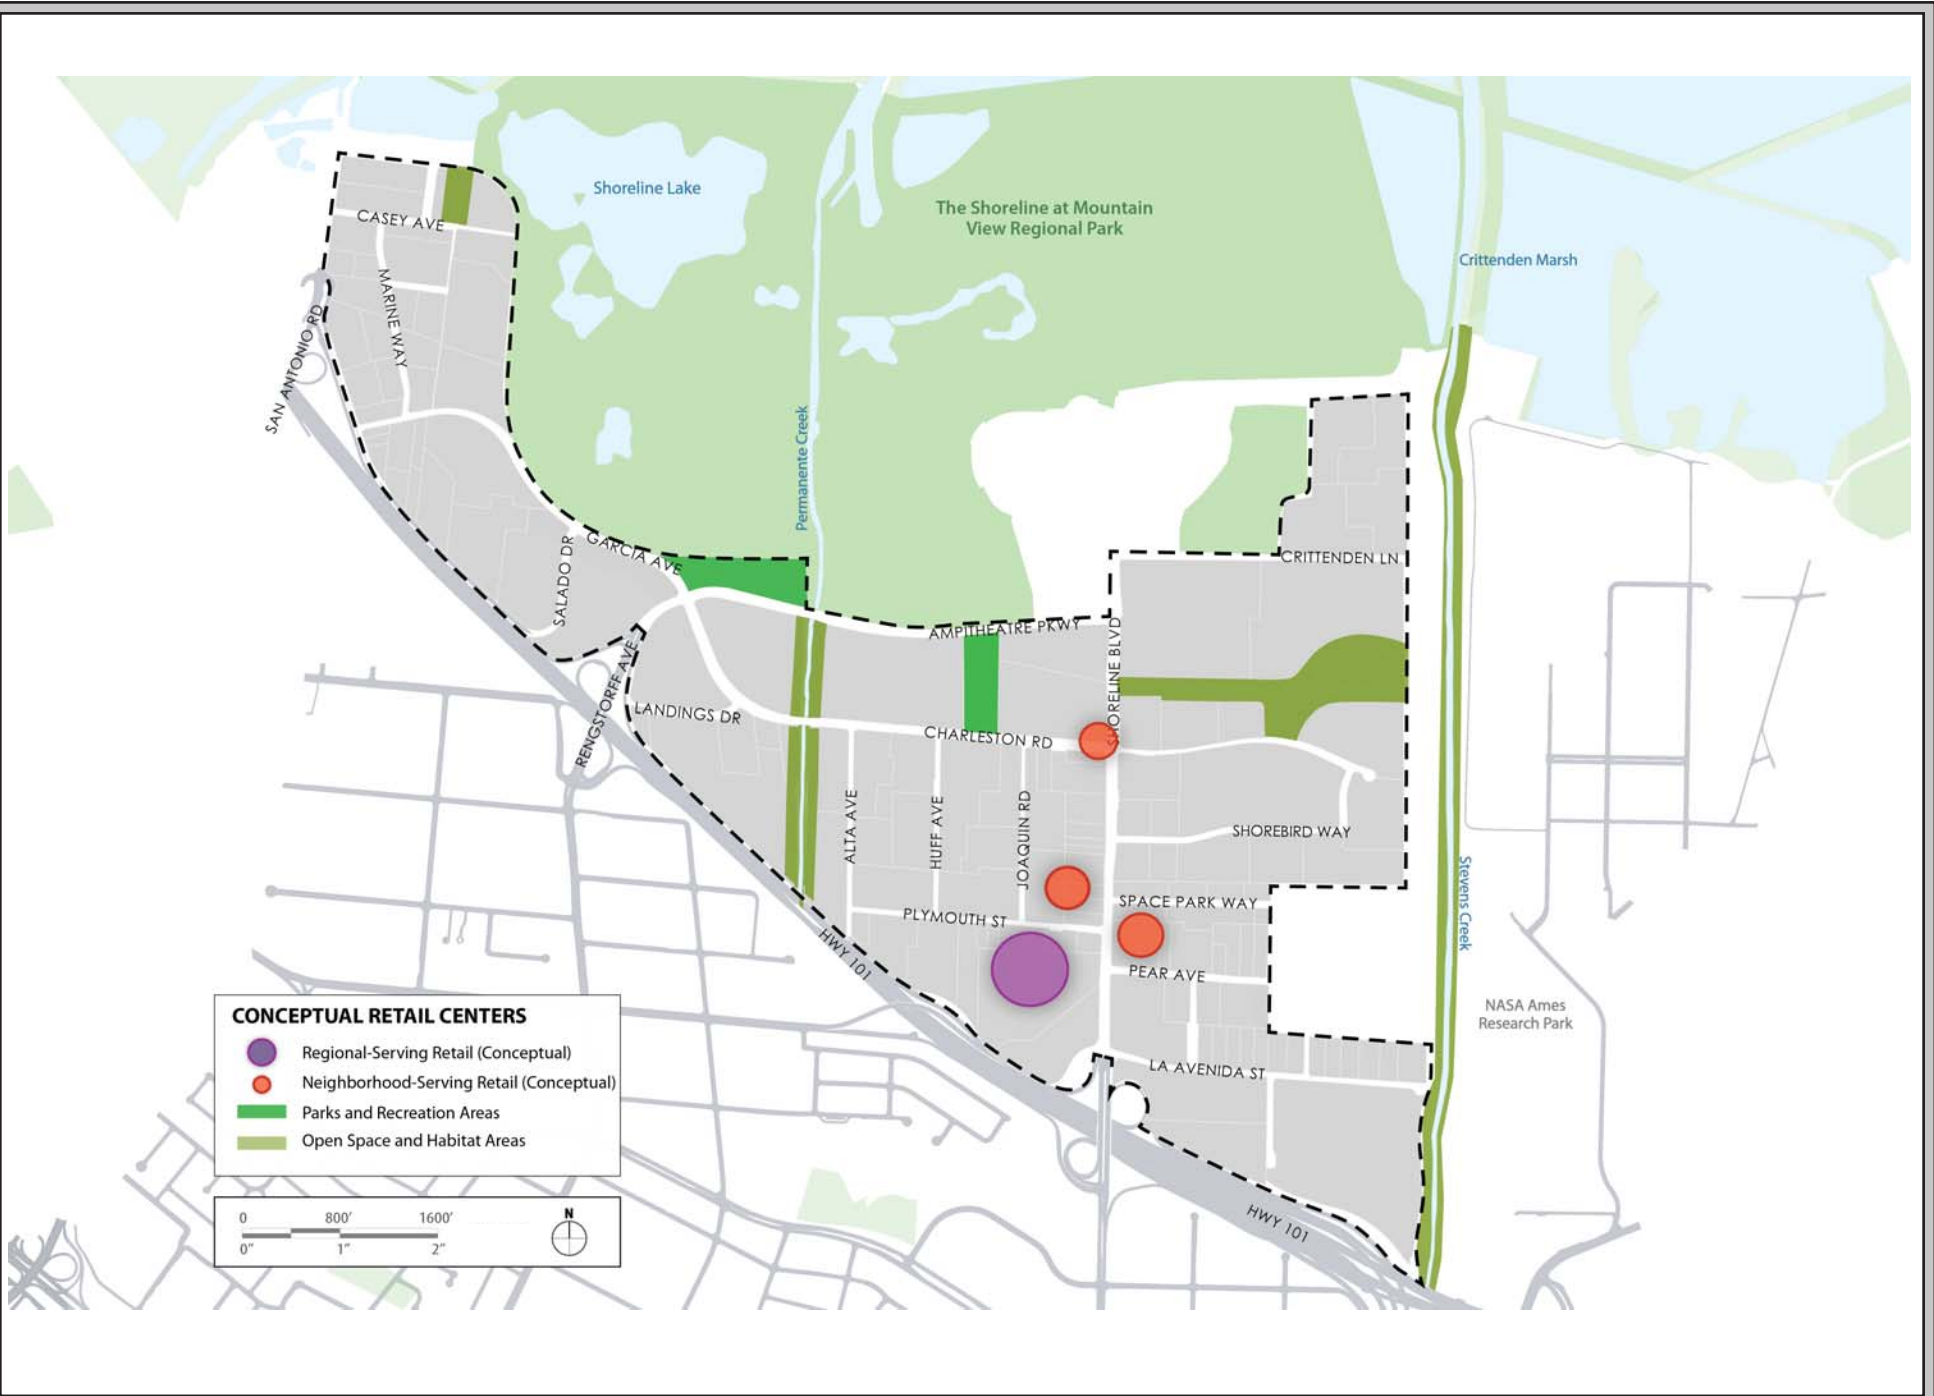 Shoreline Lake
The Shoreline at Mountain
View Regional Park
Crittenden Marsh
CASEY AVE
MARINE WAY
SAN ANTONIO RD
Permanente Creek
GARCIA AVE
SALADO DR
CRITTENDEN LN
AMPITHEATRE PKWY
SHORELINE BLVD
RENGSTORFF AVE
LANDINGS DR
CHARLESTON RD
ALTA AVE
HUFF AVE
JOAQUIN RD
SHOREBIRD WAY
SPACE PARK WAY
PLYMOUTH ST
Stevens Creek
HWY 101
PEAR AVE
NASA Ames
Research Park
LA AVENIDA ST
HWY 101
CONCEPTUAL RETAIL CENTERS
Regional-Serving Retail (Conceptual)
Neighborhood-Serving Retail (Conceptual)
Parks and Recreation Areas
Open Space and Habitat Areas
0 800' 1600'
0" 1" 2"
N